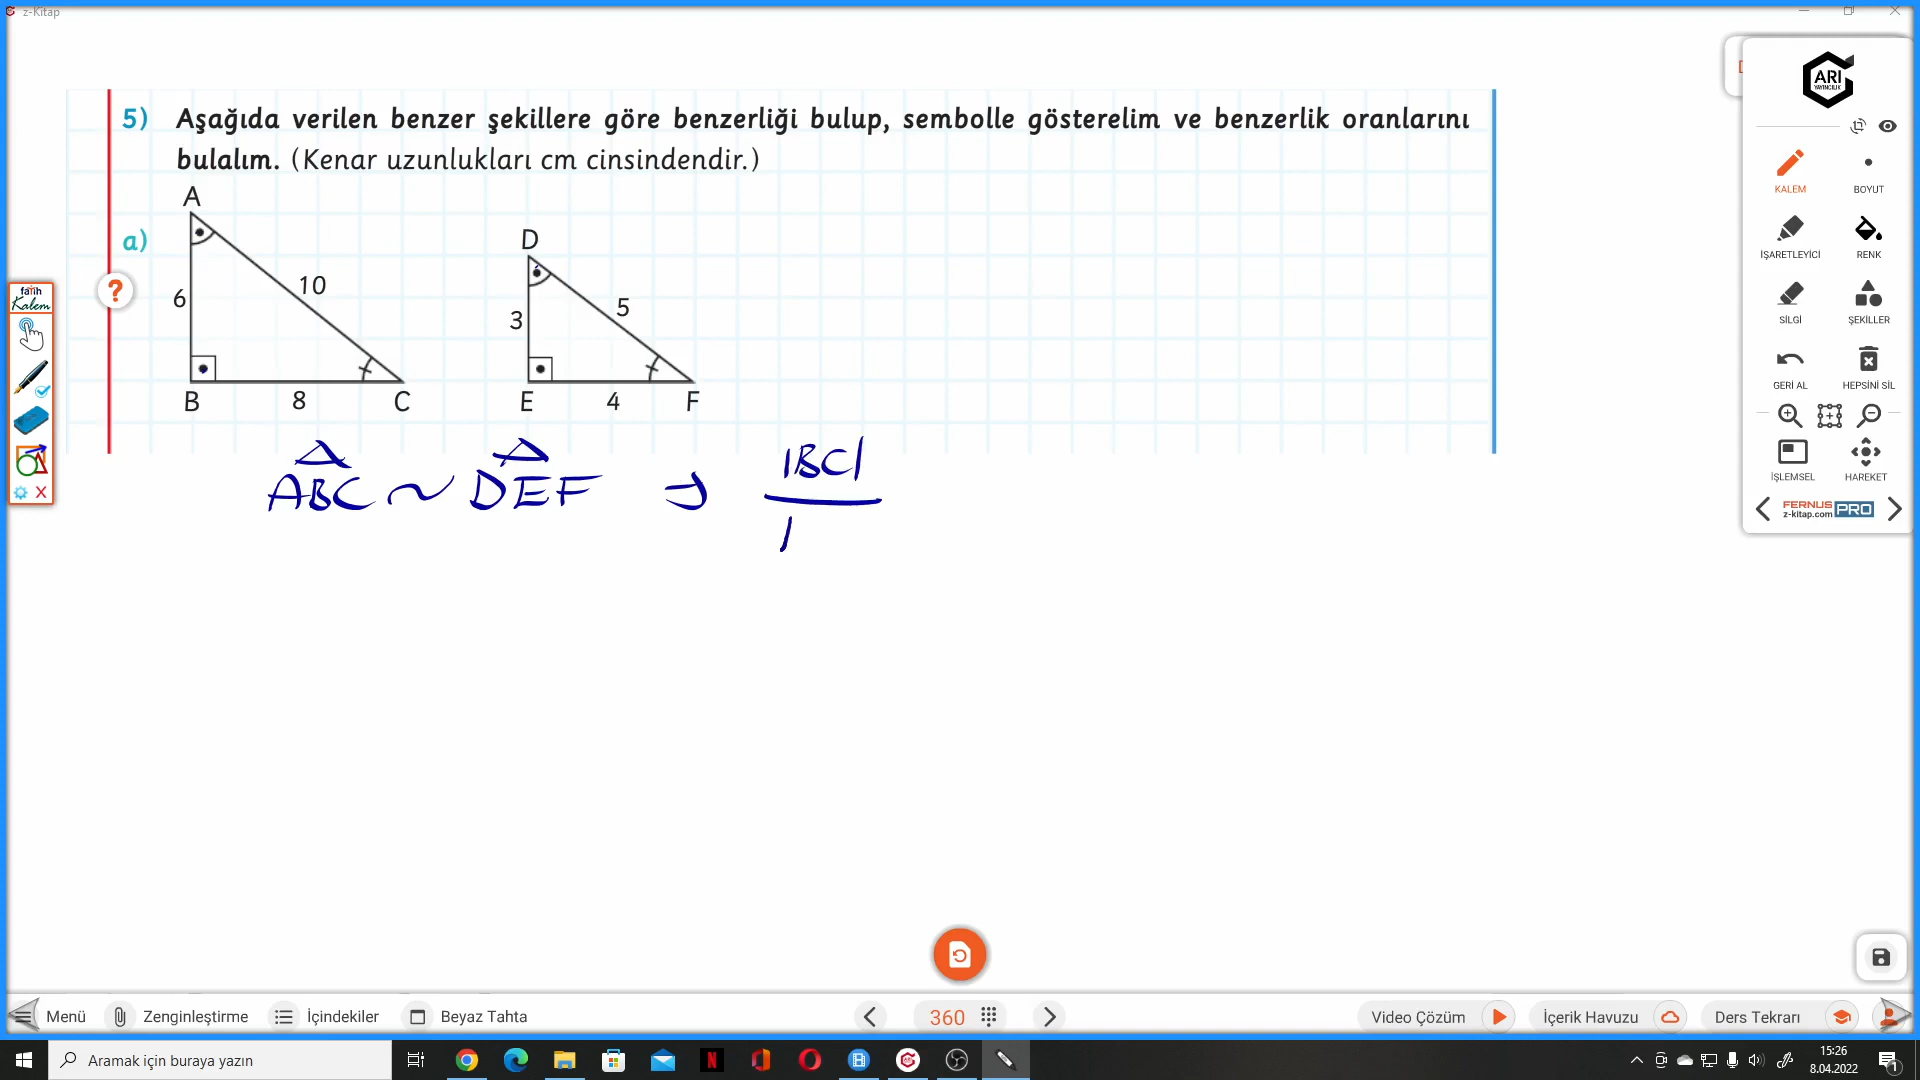 z-Kitap
5) Aşağıda verilen benzer şekillere göre benzerliği bulup, sembolle gösterelim ve benzerlik oranlarını
bulalım. (Kenar uzunlukları cm cinsindendir.)
a)
A
6
10
B
8
C
D
3
5
E
4
F
ABC ~ DEF ⇒ |BC|
|
fatih
Kalem
X
ARI
YAYINCILIK
KALEM
BOYUT
İŞARETLEYİCİ
RENK
SİLGİ
ŞEKİLLER
GERİ AL
HEPSİNİ SİL
İŞLEMSEL
HAREKET
FERNUS
z-kitap.com PRO
Menü
Zenginleştirme
İçindekiler
Beyaz Tahta
360
Video Çözüm
İçerik Havuzu
Ders Tekrarı
Aramak için buraya yazın
15:26
8.04.2022
1